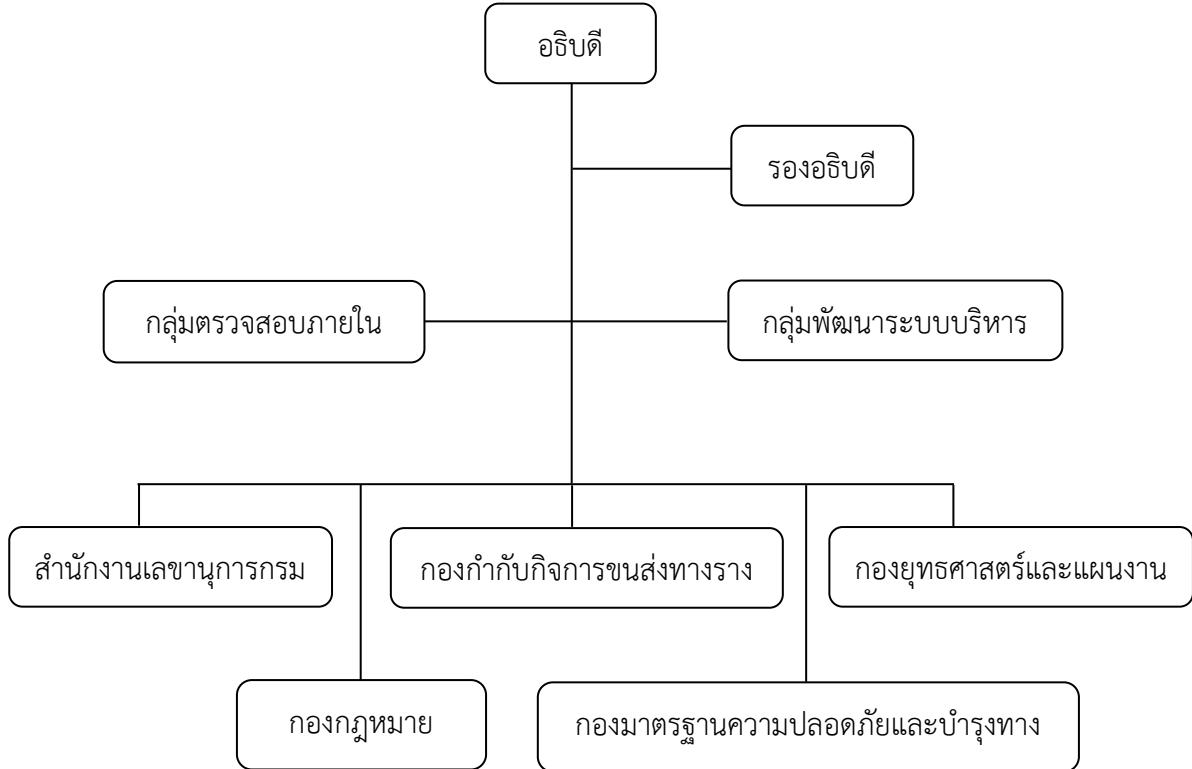 อธิบดี
รองอธิบดี
กลุ่มตรวจสอบภายใน
กลุ่มพัฒนาระบบบริหาร
สำนักงานเลขานุการกรม
กองกำกับกิจการขนส่งทางราง
กองยุทธศาสตร์และแผนงาน
กองกฎหมาย
กองมาตรฐานความปลอดภัยและบำรุงทาง